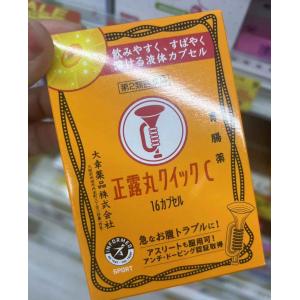 飲みやすく、すばやく
溶ける液体カプセル
第2類
胃腸薬
正露丸クイックC
16カプセル
大幸薬品株式会社
急なお腹トラブルに!
アスリートも服用可!
アンチ・ドーピング認証取得
INFORMED
SPORT